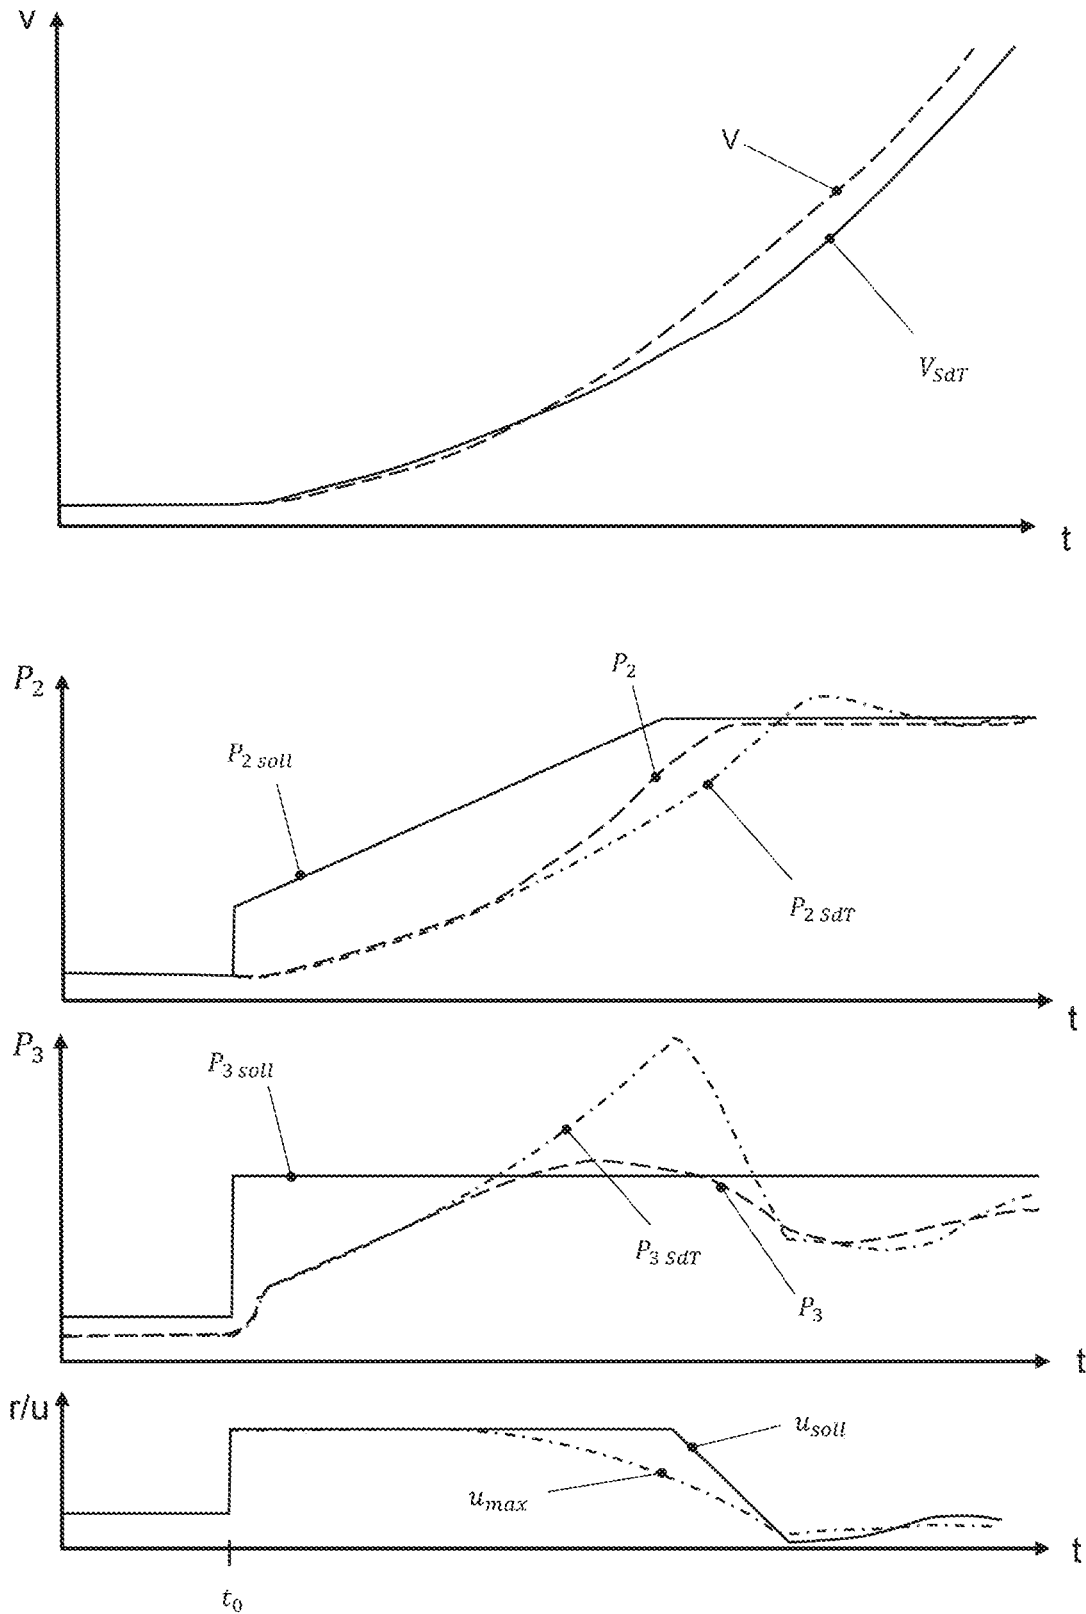 v
V
V_SdT
t
P_2
P_2
P_2 soll
P_2 SdT
t
P_3
P_3 soll
P_3 SdT
P_3
t
r/u
u_soll
u_max
t
t_0